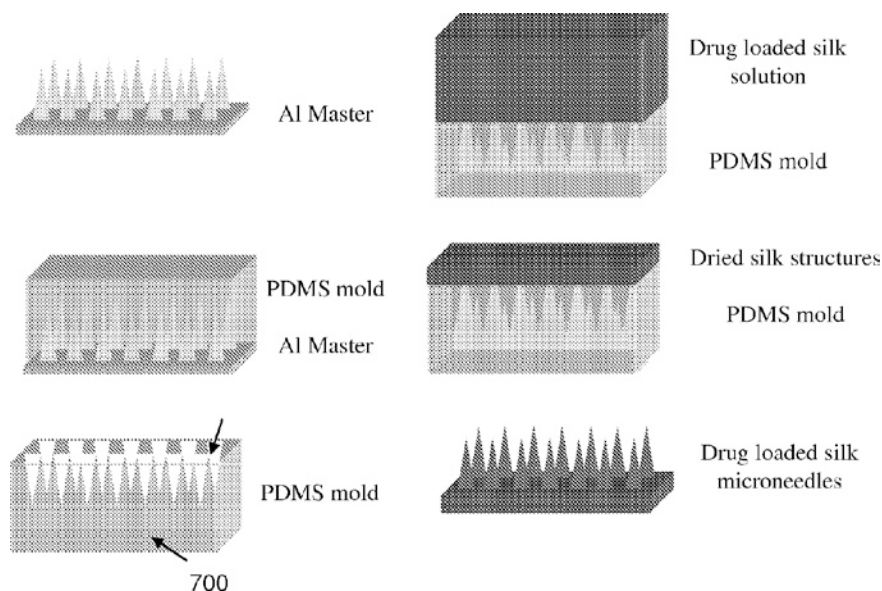 Al Master
PDMS mold
Al Master
PDMS mold
700
Drug loaded silk
solution
PDMS mold
Dried silk structures
PDMS mold
Drug loaded silk
microneedles